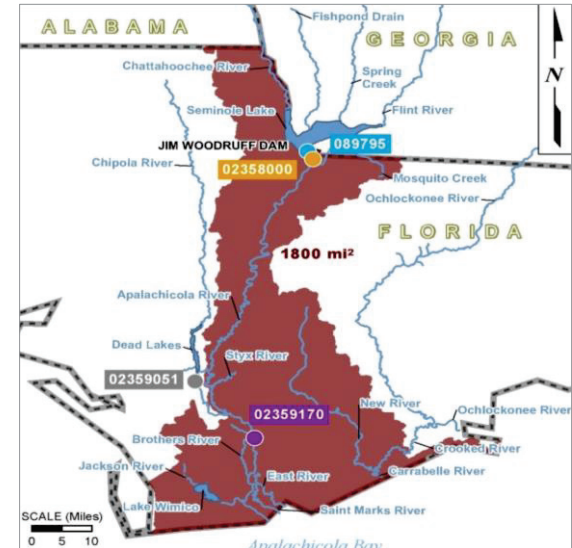 ALABAMA
Fishpond Drain
GEORGIA
Chattahoochee River
Spring
Creek
N
Seminole Lake
Flint River
JIM WOODRUFF DAM
089795
Chipola River
02358000
Mosquito Creek
Ochlockonee River
FLORIDA
1800 mi²
Apalachicola River
Dead Lakes
Styx River
02359051
02359170
New River
Ochlockonee River
Brothers River
Crooked River
Jackson River
East River
Carrabelle River
Lake Wimico
Saint Marks River
SCALE (Miles)
0 5 10
Apalachicola Bay